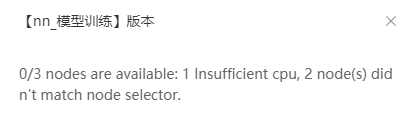 【nn_模型训练】版本
0/3 nodes are available: 1 Insufficient cpu, 2 node(s) did
n't match node selector.